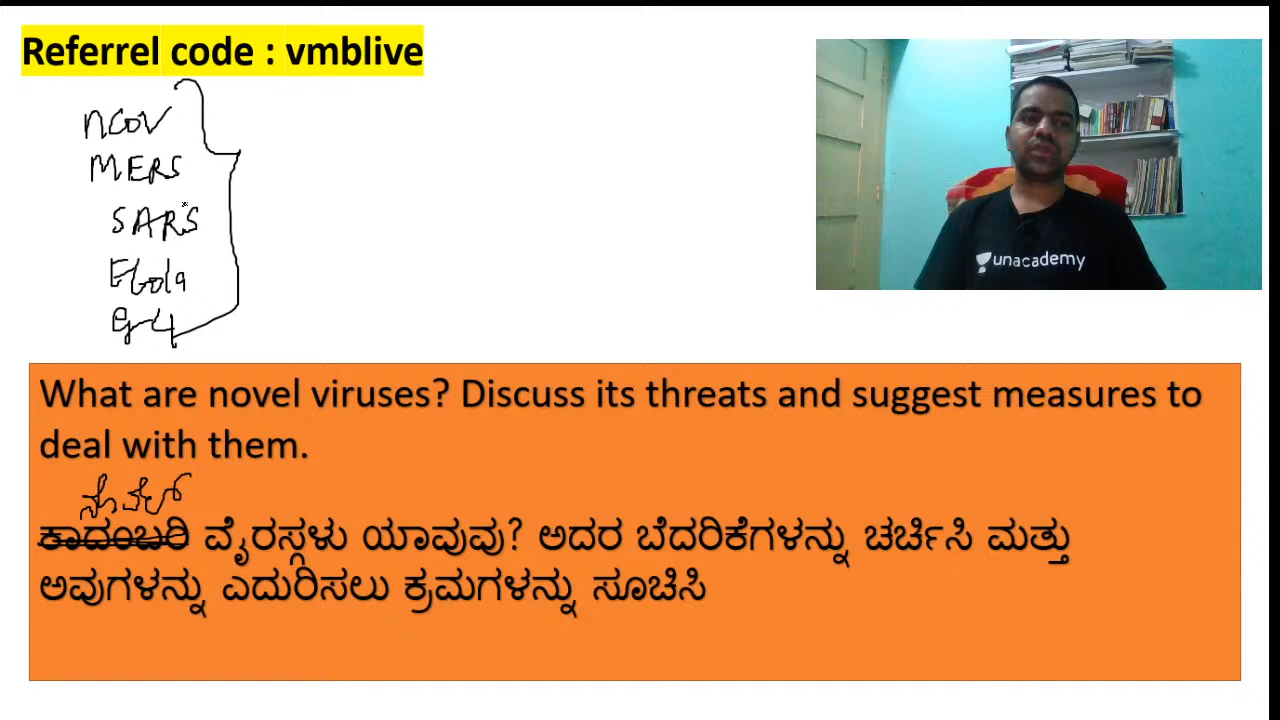 Referrel code : vmblive
nCoV
MERS
SARS
Ebola
G4
unacademy
What are novel viruses? Discuss its threats and suggest measures to
deal with them.
ನೊವೆಲ್
ಕಾದಂಬರಿ ವೈರಸ್ಗಳು ಯಾವುವು? ಅದರ ಬೆದರಿಕೆಗಳನ್ನು ಚರ್ಚಿಸಿ ಮತ್ತು
ಅವುಗಳನ್ನು ಎದುರಿಸಲು ಕ್ರಮಗಳನ್ನು ಸೂಚಿಸಿ